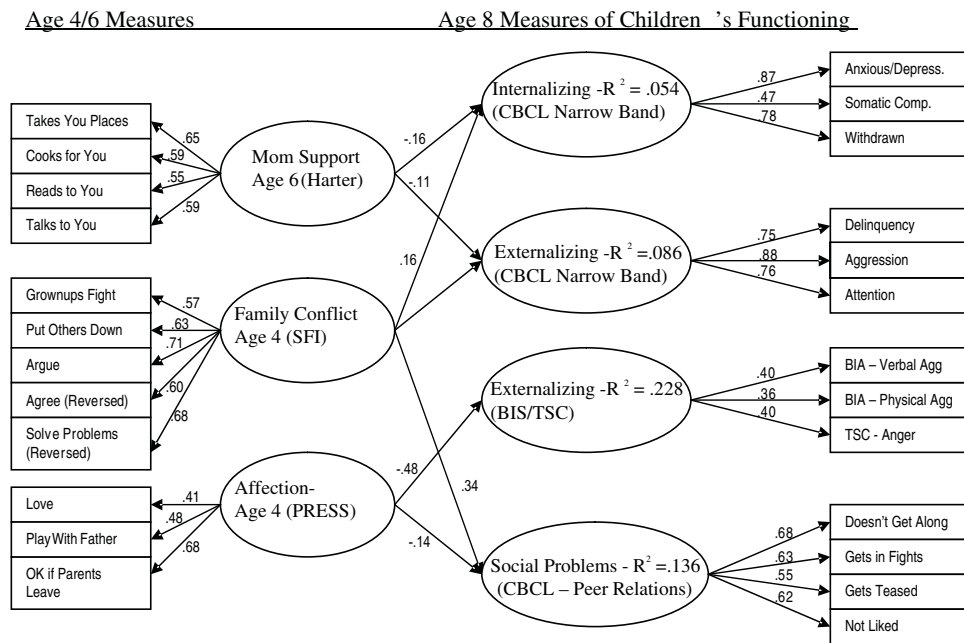 Age 4/6 Measures
Age 8 Measures of Children ’s Functioning
Takes You Places
Cooks for You
Reads to You
Talks to You
.65
.59
.55
.59
Mom Support
Age 6 (Harter)
-.16
-.11
Internalizing -R 2 = .054
(CBCL Narrow Band)
.87
.47
.78
Anxious/Depress.
Somatic Comp.
Withdrawn
Grownups Fight
Put Others Down
Argue
Agree (Reversed)
Solve Problems
(Reversed)
.57
.63
.71
.60
.68
Family Conflict
Age 4 (SFI)
.16
.34
Externalizing -R 2 =.086
(CBCL Narrow Band)
.75
.88
.76
Delinquency
Aggression
Attention
Externalizing -R 2 = .228
(BIS/TSC)
.40
.36
.40
BIA – Verbal Agg
BIA – Physical Agg
TSC - Anger
Love
Play With Father
OK if Parents
Leave
.41
.48
.68
Affection-
Age 4 (PRESS)
-.48
-.14
Social Problems - R 2 =.136
(CBCL – Peer Relations)
.68
.63
.55
.62
Doesn’t Get Along
Gets in Fights
Gets Teased
Not Liked